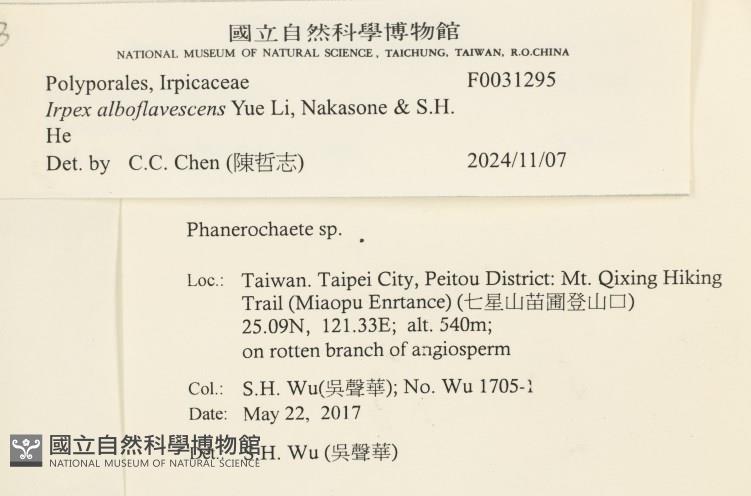 3
國立自然科學博物館
NATIONAL MUSEUM OF NATURAL SCIENCE, TAICHUNG, TAIWAN, R.O.CHINA
Polyporales, Irpicaceae F0031295
Irpex alboflavescens Yue Li, Nakasone & S.H.
He
Det. by C.C. Chen (陳哲志) 2024/11/07
Phanerochaete sp.
Loc.: Taiwan. Taipei City, Peitou District: Mt. Qixing Hiking
Trail (Miaopu Enrtance) (七星山苗圃登山口)
25.09N, 121.33E; alt. 540m;
on rotten branch of angiosperm
Col.: S.H. Wu(吳聲華); No. Wu 1705-1
Date: May 22, 2017
Det.: S.H. Wu (吳聲華)
國立自然科學博物館
NATIONAL MUSEUM OF NATURAL SCIENCE